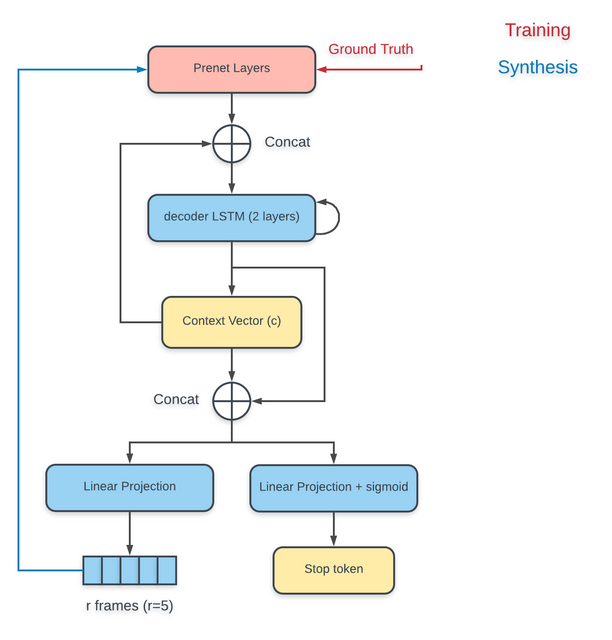 Training
Ground Truth
Synthesis
Prenet Layers
Concat
decoder LSTM (2 layers)
Context Vector (c)
Concat
Linear Projection
Linear Projection + sigmoid
Stop token
r frames (r=5)